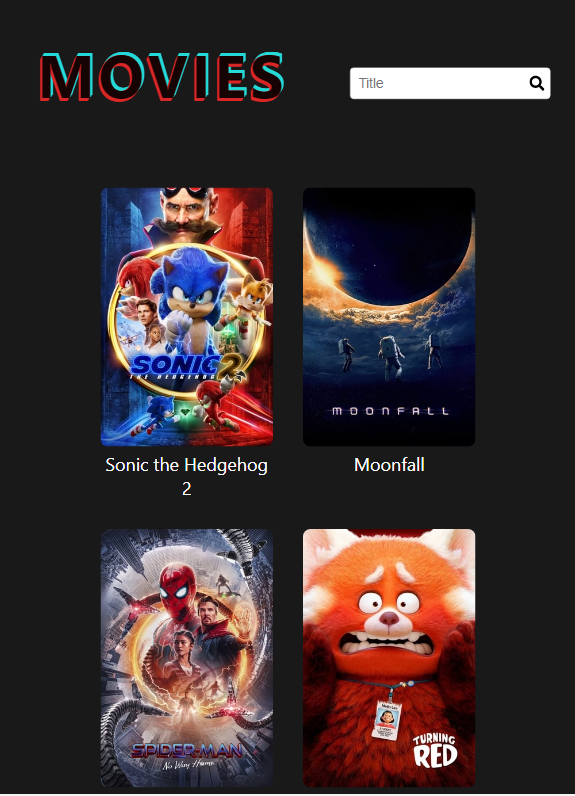 MOVIES
Title
SONIC 2
THE HEDGEHOG
Sonic the Hedgehog
2
MOONFALL
Moonfall
SPIDER-MAN
No Way Home
TURNING
RED